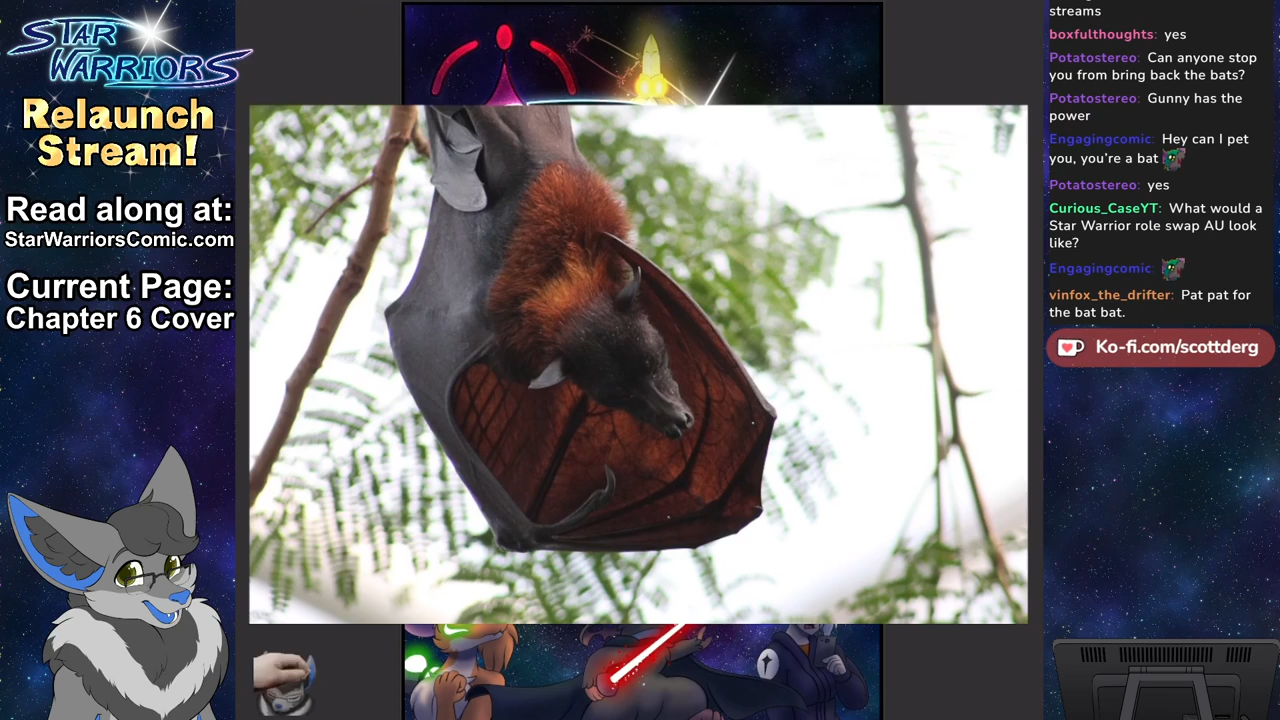 STAR
WARRIORS
Relaunch
Stream!
Read along at:
StarWarriorsComic.com
Current Page:
Chapter 6 Cover
streams
boxfulthoughts: yes
Potatostereo: Can anyone stop
you from bring back the bats?
Potatostereo: Gunny has the
power
Engagingcomic: Hey can I pet
you, you're a bat
Potatostereo: yes
Curious_CaseYT: What would a
Star Warrior role swap AU look
like?
Engagingcomic:
vinfox_the_drifter: Pat pat for
the bat bat.
Ko-fi.com/scottderg